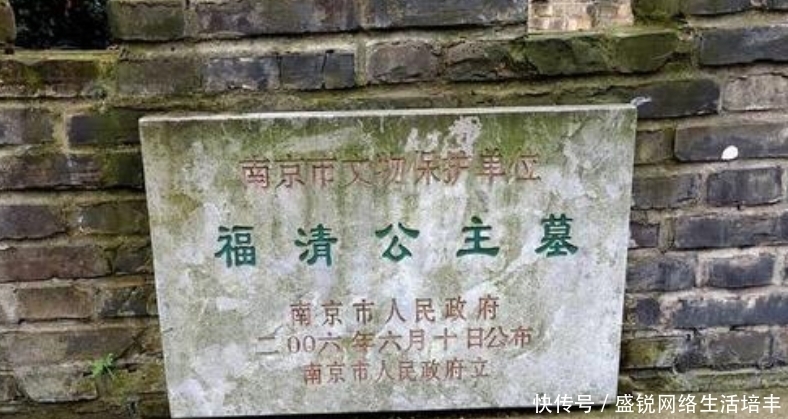 南京市文物保护单位
福清公主墓
南京市人民政府
二00六年六月十日公布
南京市人民政府立
快传号/盛锐网络生活培丰